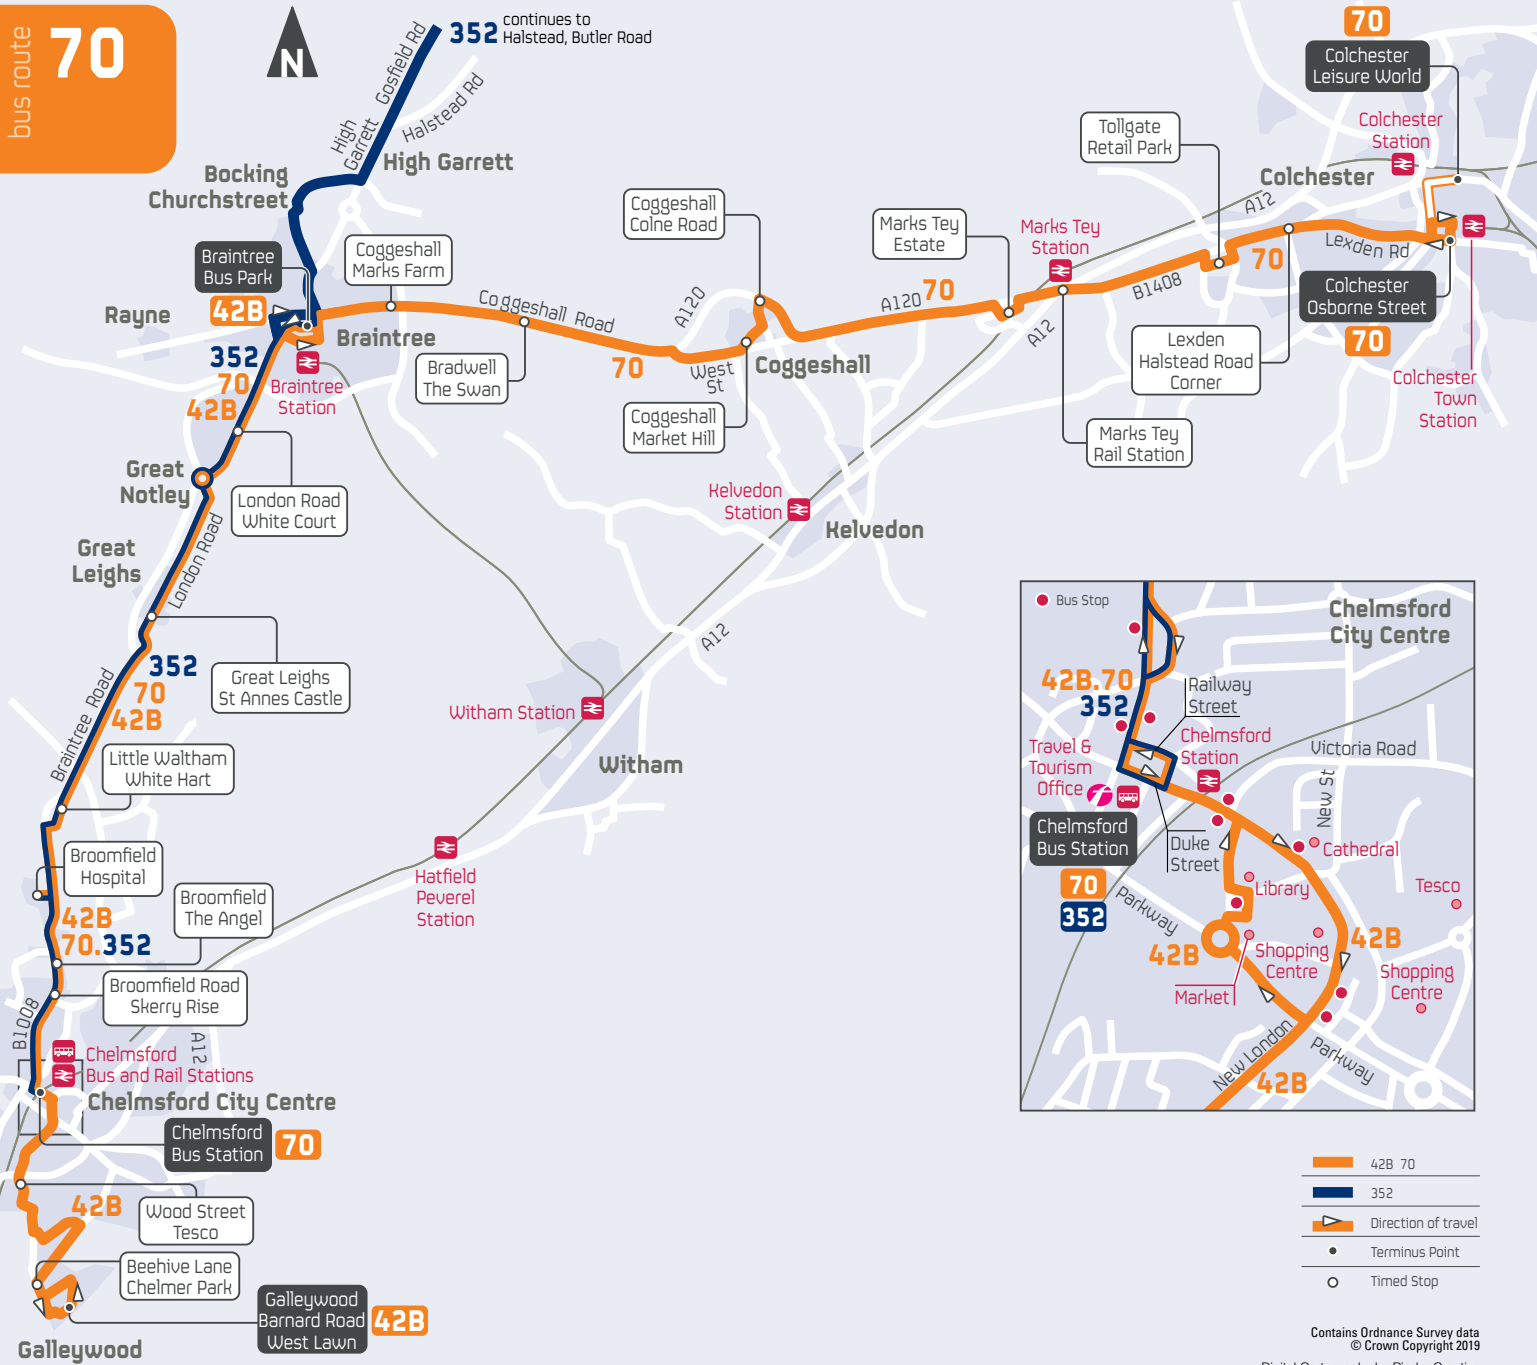 bus route
70
N
352
continues to
Halstead, Butler Road
Gosfield Rd
High
Garrett
Halstead Rd
High Garrett
Bocking
Churchstreet
Braintree
Bus Park
42B
Rayne
Coggeshall
Marks Farm
Braintree
352
70
42B
Braintree
Station
Coggeshall Road
Bradwell
The Swan
70
A120
West
St
Coggeshall
Colne Road
Coggeshall
Market Hill
Coggeshall
Marks Tey
Estate
A120
70
Marks Tey
Station
A12
Marks Tey
Rail Station
B1408
Tollgate
Retail Park
A12
70
Lexden
Halstead Road
Corner
Lexden Rd
Colchester
70
Colchester
Leisure World
Colchester
Station
Colchester
Osborne Street
70
Colchester
Town
Station
Great
Notley
London Road
White Court
Great
Leighs
London Road
Great Leighs
St Annes Castle
352
70
42B
Braintree Road
Little Waltham
White Hart
Broomfield
Hospital
42B
70.352
Broomfield
The Angel
Broomfield Road
Skerry Rise
B1008
A12
Chelmsford
Bus and Rail Stations
Chelmsford City Centre
Chelmsford
Bus Station
70
42B
Wood Street
Tesco
Beehive Lane
Chelmer Park
Galleywood
Barnard Road
West Lawn
42B
Galleywood
Kelvedon
Station
Kelvedon
A12
Witham Station
Witham
Hatfield
Peverel
Station
Bus Stop
Chelmsford
City Centre
42B.70
352
Railway
Street
Travel &
Tourism
Office
Chelmsford
Station
Victoria Road
New St
Chelmsford
Bus Station
70
352
Duke
Street
Cathedral
Library
Tesco
Parkway
42B
Shopping
Centre
42B
Shopping
Centre
Market
New London
Parkway
42B
42B 70
352
Direction of travel
Terminus Point
Timed Stop
Contains Ordnance Survey data
© Crown Copyright 2019